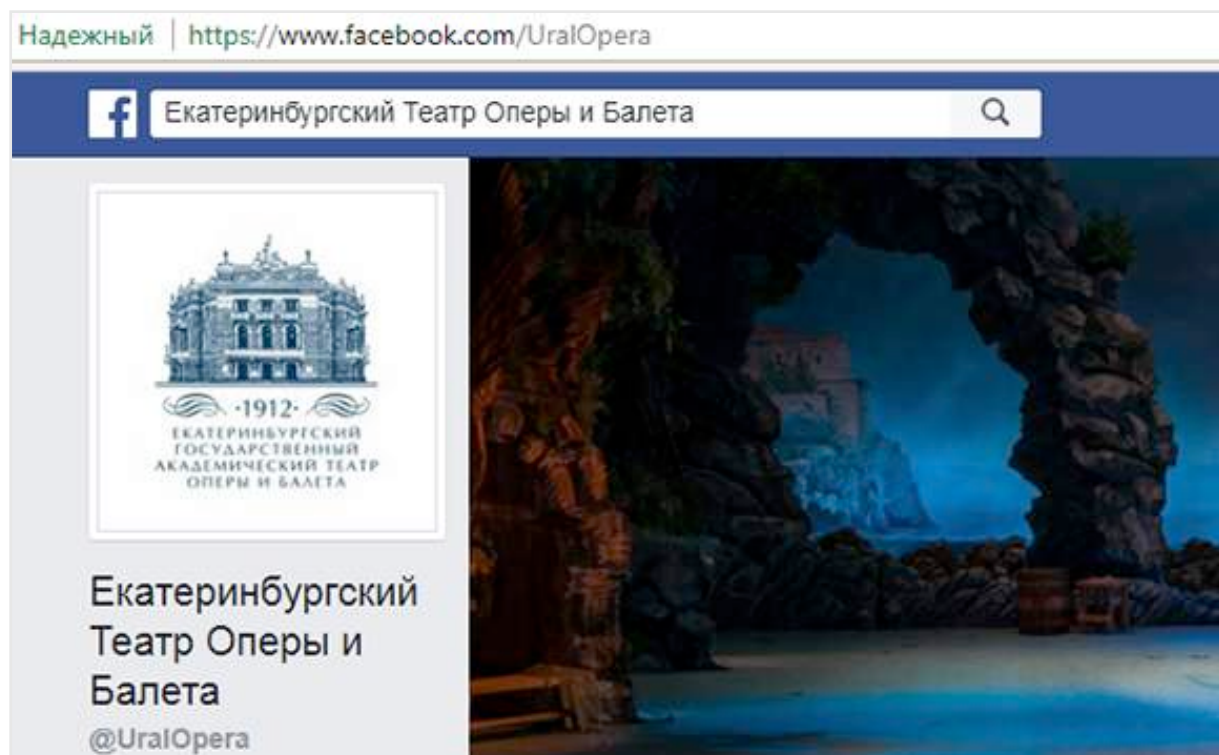 Надежный | https://www.facebook.com/UralOpera
Екатеринбургский Театр Оперы и Балета
·1912·
ЕКАТЕРИНБУРГСКИЙ
ГОСУДАРСТВЕННЫЙ
АКАДЕМИЧЕСКИЙ ТЕАТР
ОПЕРЫ И БАЛЕТА
Екатеринбургский
Театр Оперы и
Балета
@UralOpera